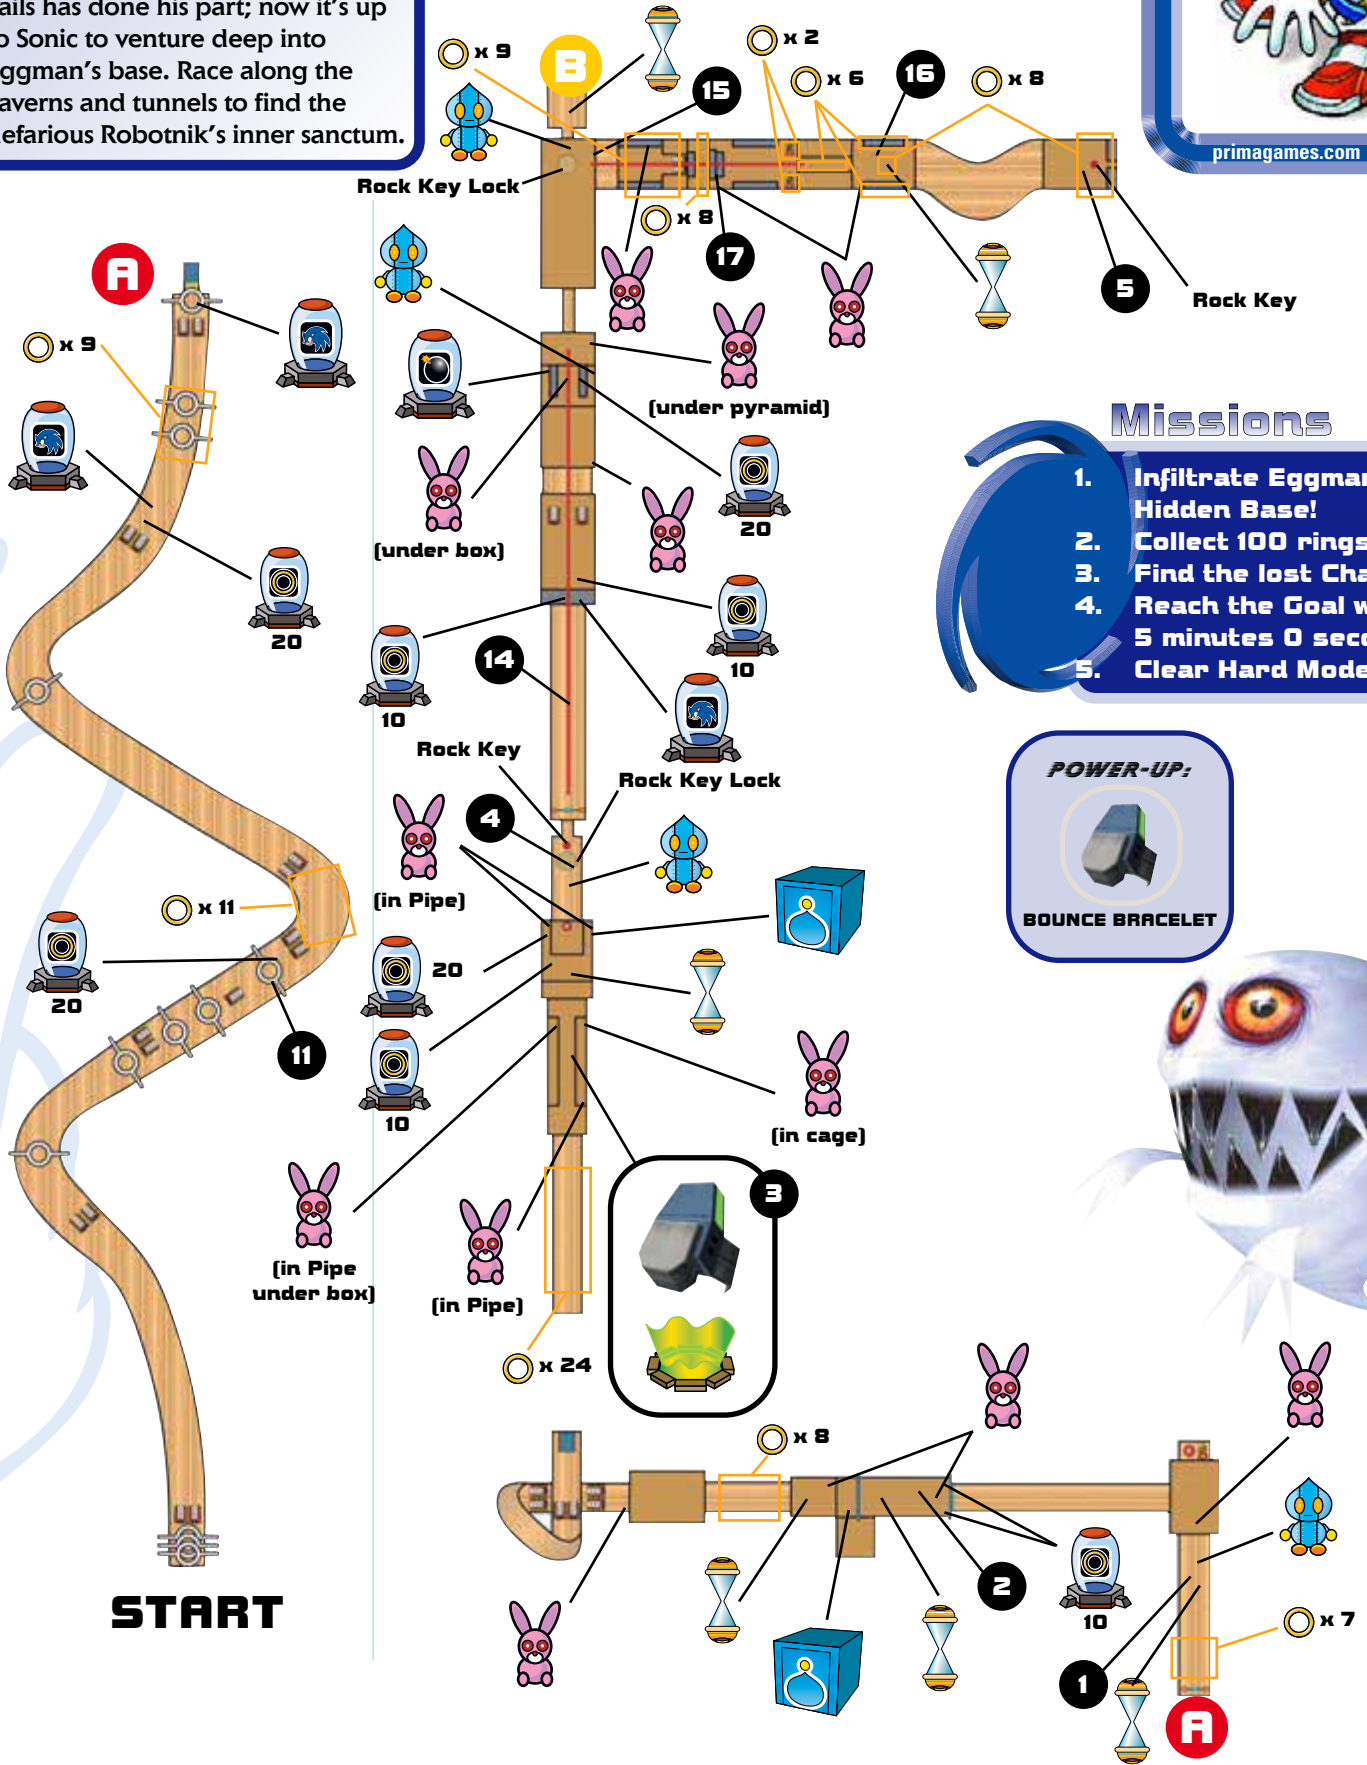 ails has done his part; now it's up
o Sonic to venture deep into
ggman's base. Race along the
averns and tunnels to find the
efarious Robotnik's inner sanctum.
primagames.com
x 9
B
x 2
x 6
15
16
x 8
Rock Key Lock
x 8
17
5
Rock Key
A
x 9
(under pyramid)
20
(under box)
20
10
14
10
Rock Key
Rock Key Lock
4
(in Pipe)
x 11
20
20
11
10
(in cage)
3
(in Pipe
under box)
(in Pipe)
x 24
START
Missions
1. Infiltrate Eggman
Hidden Base!
2. Collect 100 rings
3. Find the lost Cha
4. Reach the Goal w
5 minutes 0 seco
5. Clear Hard Mode
POWER-UP:
BOUNCE BRACELET
x 8
2
10
1
x 7
A